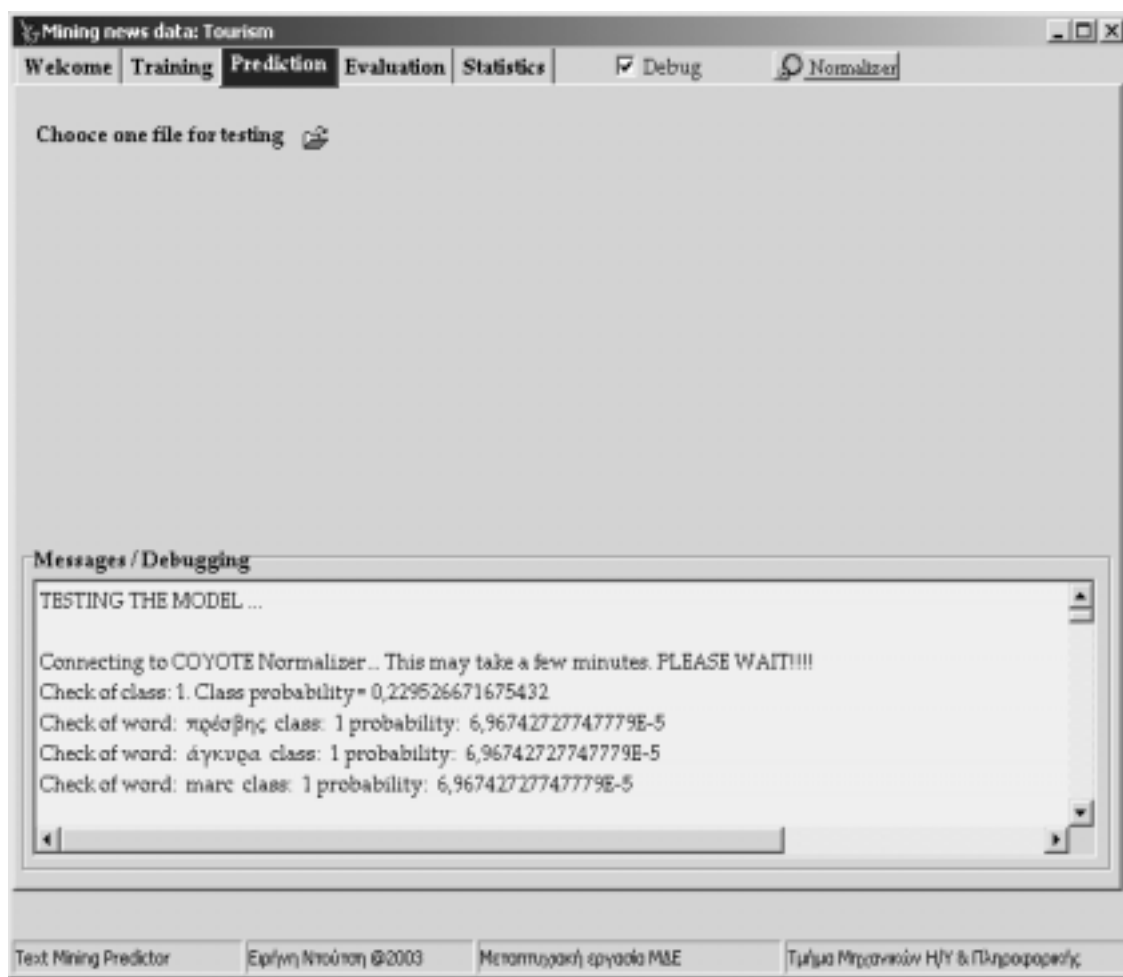 Mining news data: Tourism
Welcome Training Prediction Evaluation Statistics Debug Normalizer
Chooce one file for testing
Messages / Debugging
TESTING THE MODEL ...
Connecting to COYOTE Normalizer... This may take a few minutes. PLEASE WAIT!!!!
Check of class: 1. Class probability= 0,229526671675432
Check of word: πρέσβης class: 1 probability: 6,96742727747779E-5
Check of word: άγκυρα class: 1 probability: 6,96742727747779E-5
Check of word: marc class: 1 probability: 6,96742727747779E-5
Text Mining Predictor Ειρήνη Ντούτση @2003 Μεταπτυχιακή εργασία ΜΔΕ Τμήμα Μηχανικών Η/Υ & Πληροφορικής